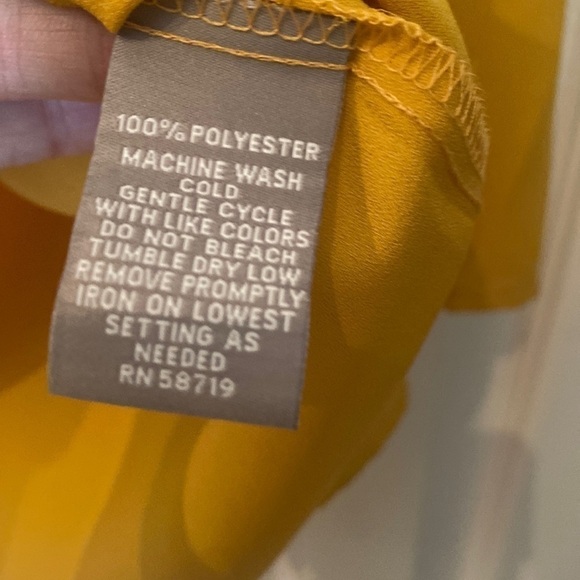 100% POLYESTER
MACHINE WASH
COLD
GENTLE CYCLE
WITH LIKE COLORS
DO NOT BLEACH
TUMBLE DRY LOW
REMOVE PROMPTLY
IRON ON LOWEST
SETTING AS
NEEDED
RN 58719